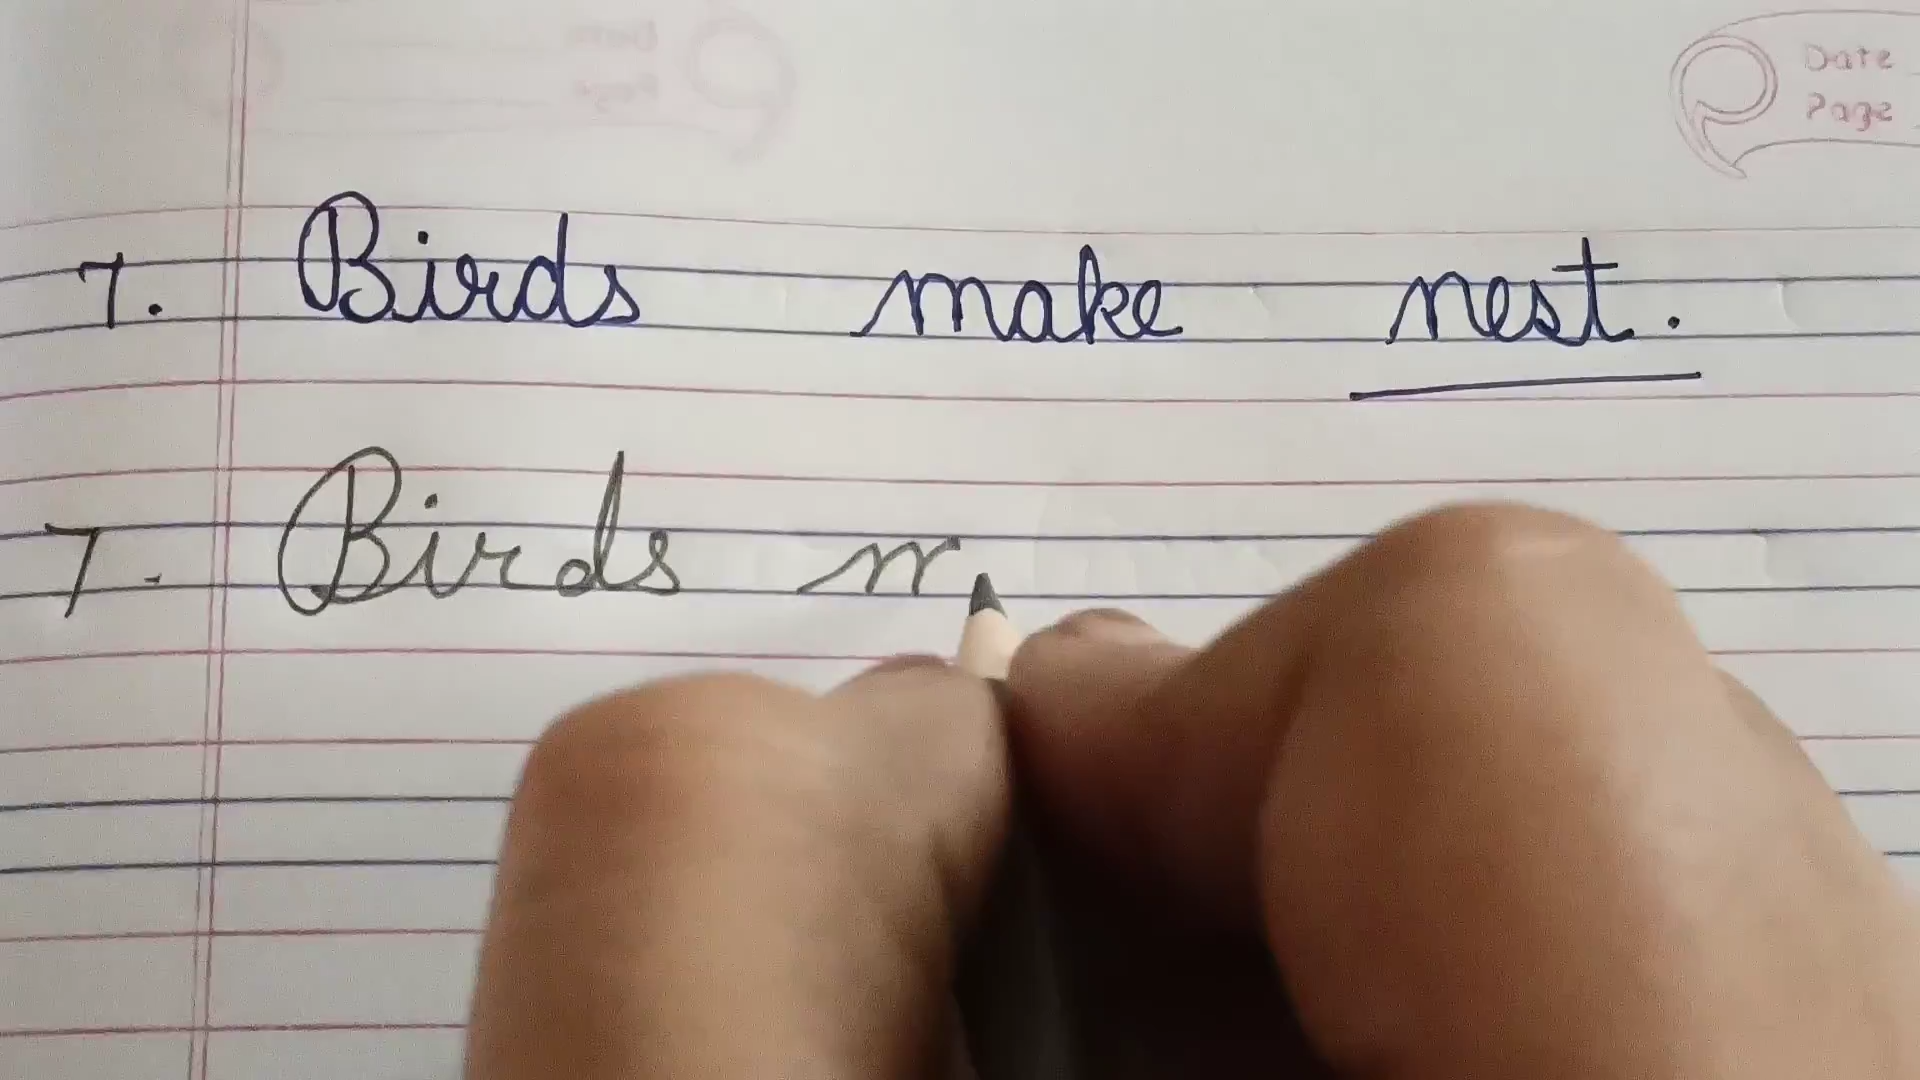 Date
Page
7. Birds make nest.
7. Birds m